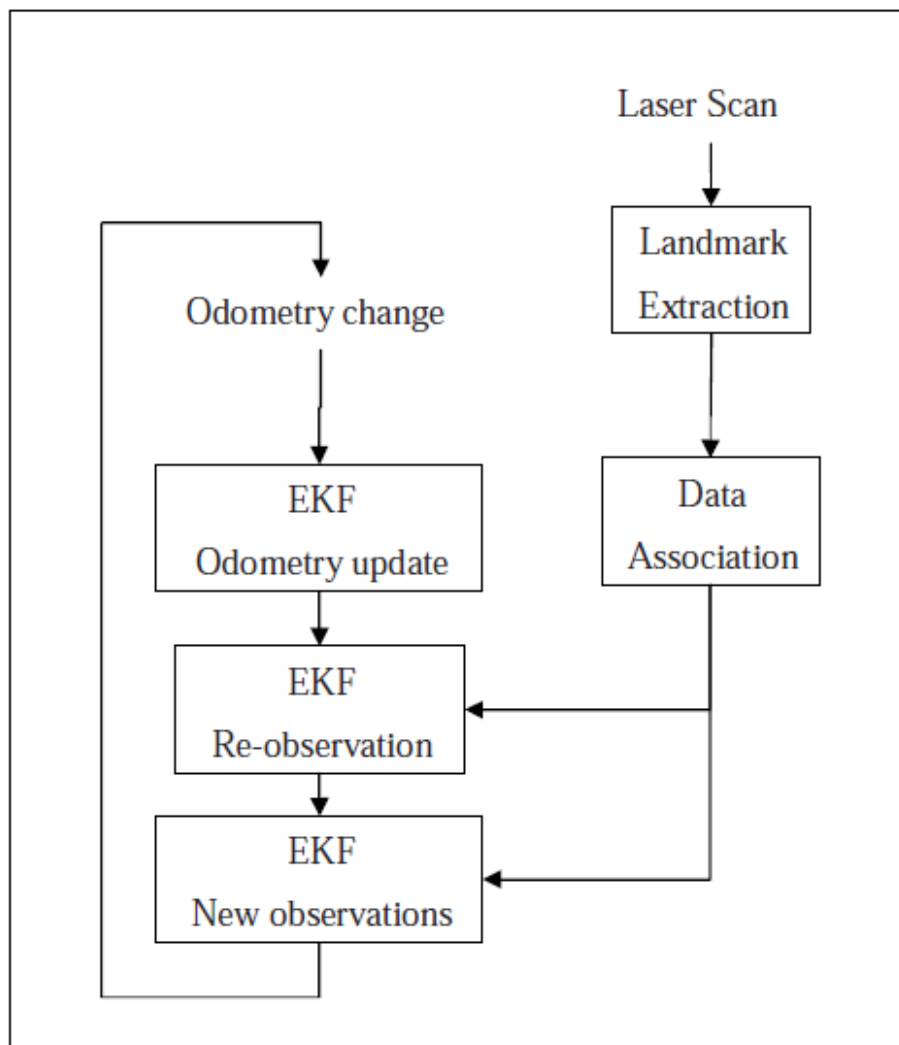 Laser Scan
Landmark
Extraction
Odometry change
EKF
Odometry update
Data
Association
EKF
Re-observation
EKF
New observations